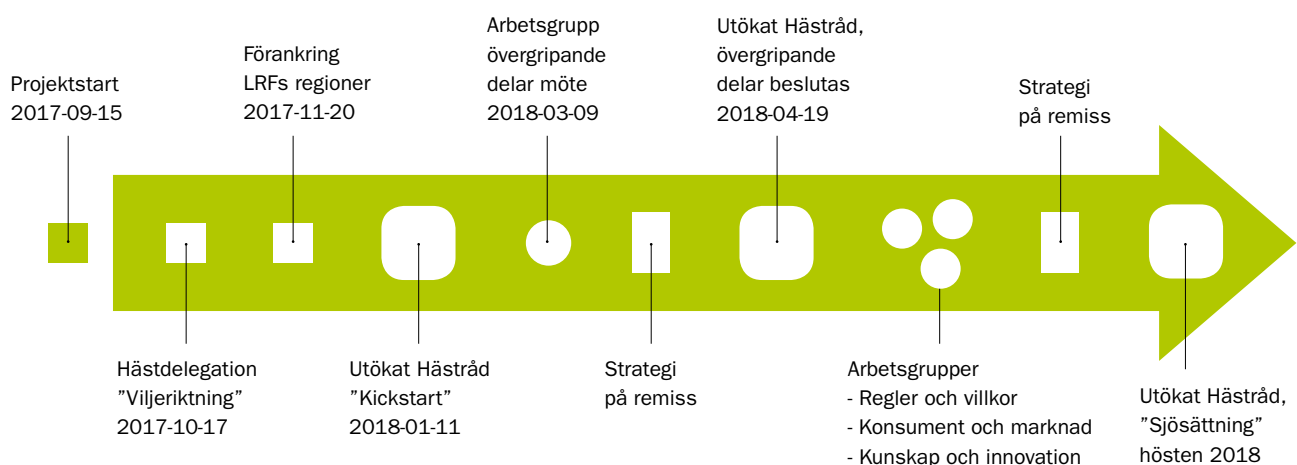 Projektstart
2017-09-15
Förankring
LRFs regioner
2017-11-20
Arbetsgrupp
övergripande
delar möte
2018-03-09
Utökat Hästråd,
övergripande
delar beslutas
2018-04-19
Strategi
på remiss
Hästdelegation
”Viljeriktning”
2017-10-17
Utökat Hästråd
”Kickstart”
2018-01-11
Strategi
på remiss
Arbetsgrupper
- Regler och villkor
- Konsument och marknad
- Kunskap och innovation
Utökat Hästråd,
”Sjösättning”
hösten 2018